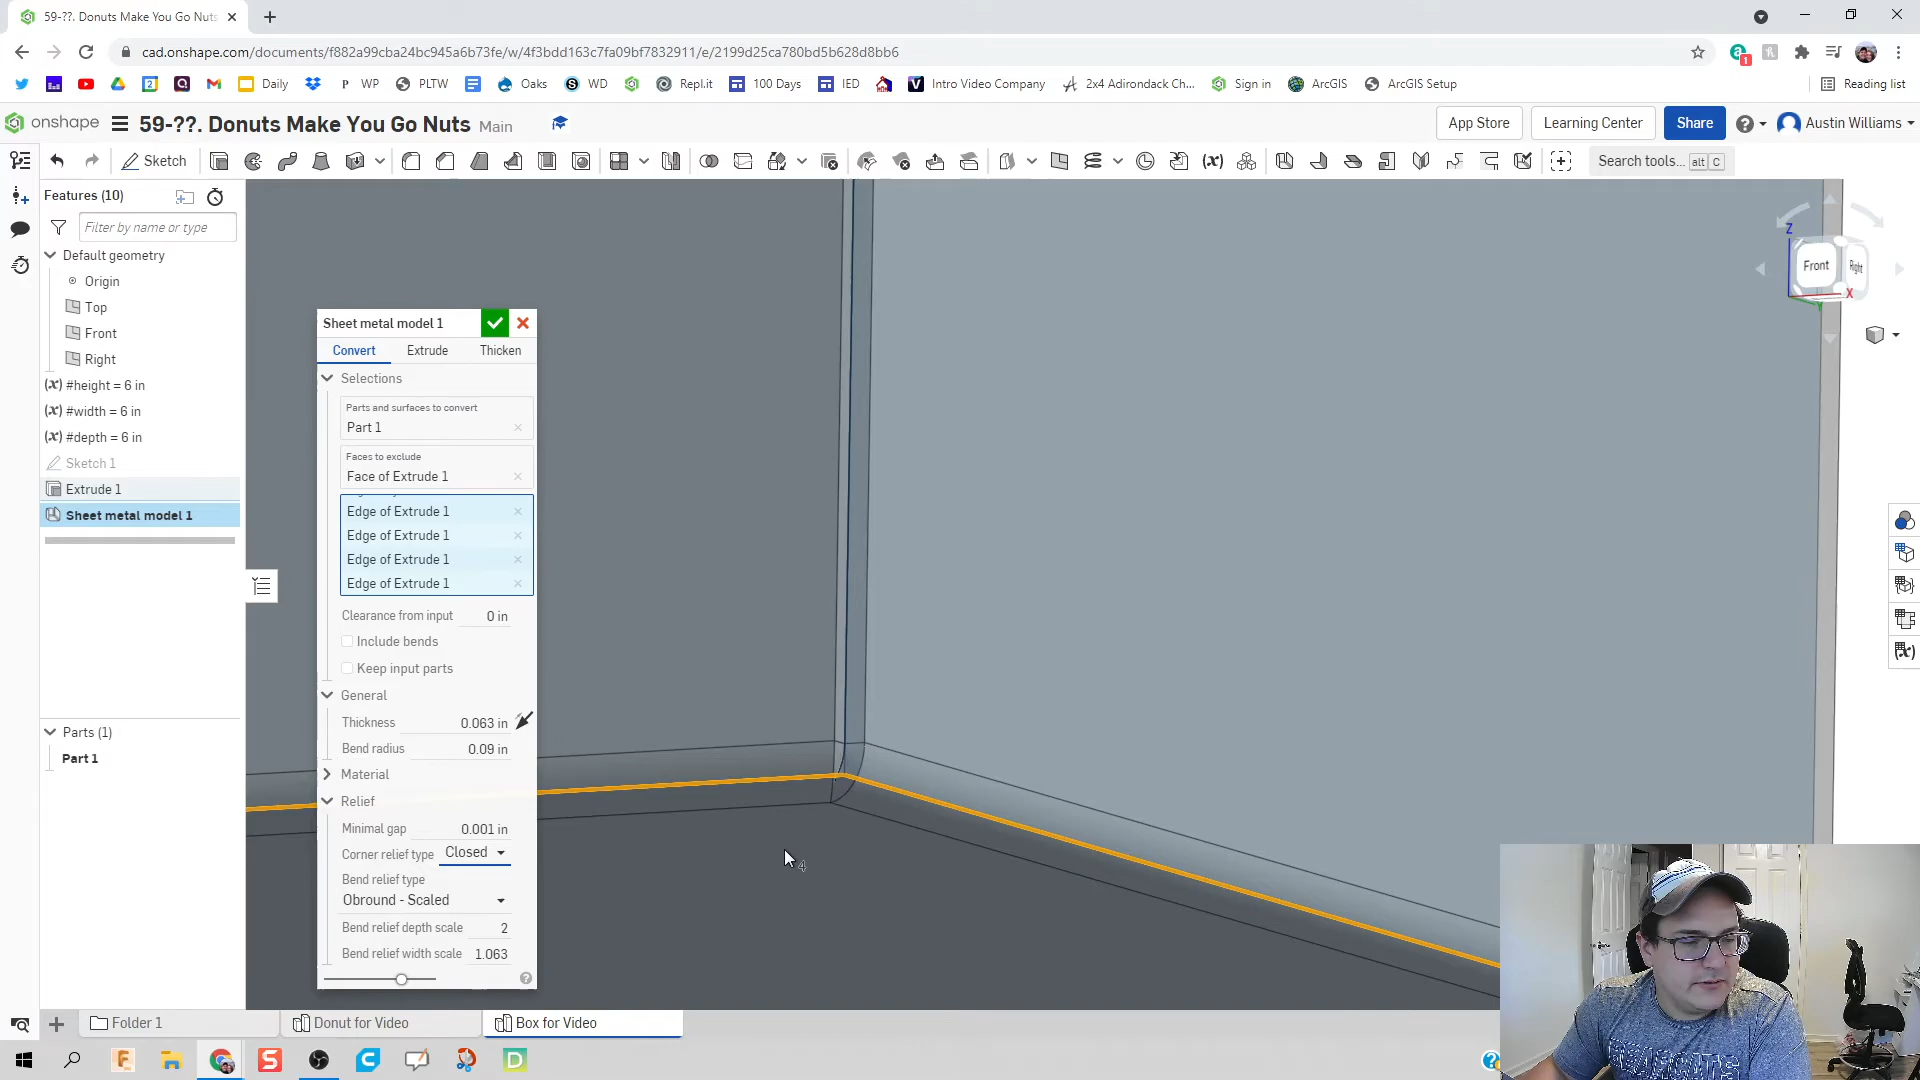 59-??. Donuts Make You Go Nuts
cad.onshape.com/documents/f882a99cba24bc945a6b73fe/w/4f3bdd163c7fa09bf7832911/e/2199d25ca780bd5b628d8bb6
Daily WP PLTW Oaks WD Repl.it 100 Days IED Intro Video Company 2x4 Adirondack Ch... Sign in ArcGIS ArcGIS Setup Reading list
onshape 59-??. Donuts Make You Go Nuts Main App Store Learning Center Share Austin Williams
Sketch Search tools... alt C
Features (10)
Filter by name or type
Default geometry
Origin
Top
Front
Right
(x) #height = 6 in
(x) #width = 6 in
(x) #depth = 6 in
Sketch 1
Extrude 1
Sheet metal model 1
Parts (1)
Part 1
Sheet metal model 1
Convert Extrude Thicken
Selections
Parts and surfaces to convert
Part 1
Faces to exclude
Face of Extrude 1
Edge of Extrude 1
Edge of Extrude 1
Edge of Extrude 1
Edge of Extrude 1
Clearance from input 0 in
Include bends
Keep input parts
General
Thickness 0.063 in
Bend radius 0.09 in
Material
Relief
Minimal gap 0.001 in
Corner relief type Closed
Bend relief type
Obround - Scaled
Bend relief depth scale 2
Bend relief width scale 1.063
4
Z
Front Right
X
Folder 1 Donut for Video Box for Video